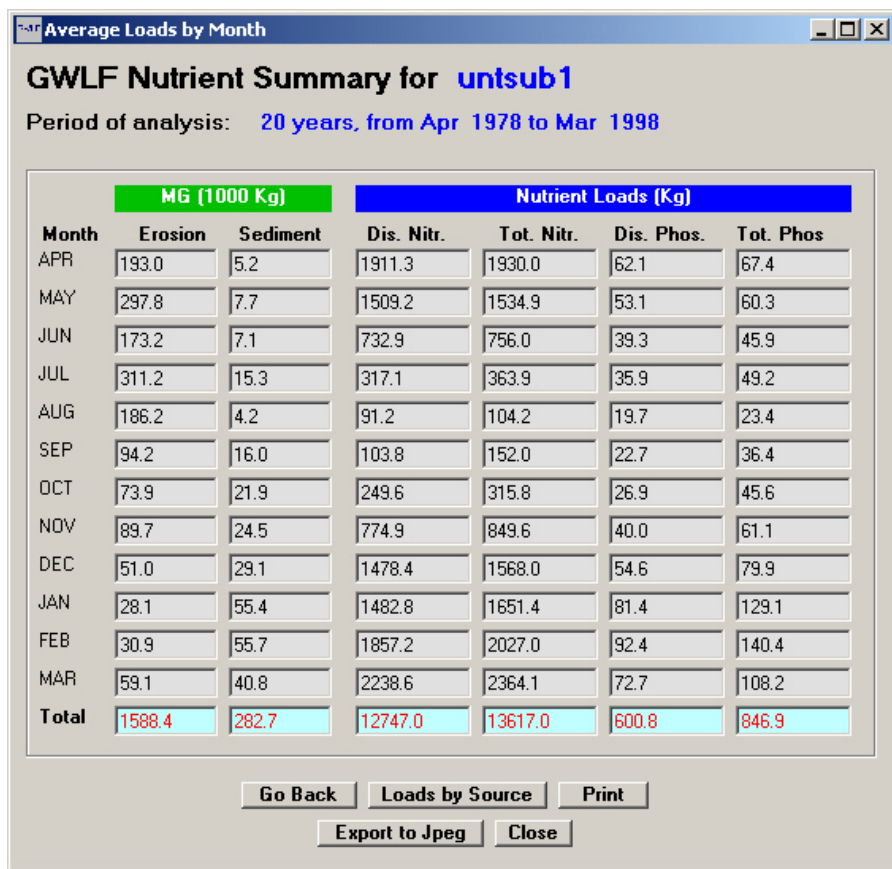 Average Loads by Month
GWLF Nutrient Summary for untsub1
Period of analysis: 20 years, from Apr 1978 to Mar 1998
MG (1000 Kg) Nutrient Loads (Kg)
Month Erosion Sediment Dis. Nitr. Tot. Nitr. Dis. Phos. Tot. Phos
APR 193.0 5.2 1911.3 1930.0 62.1 67.4
MAY 297.8 7.7 1509.2 1534.9 53.1 60.3
JUN 173.2 7.1 732.9 756.0 39.3 45.9
JUL 311.2 15.3 317.1 363.9 35.9 49.2
AUG 186.2 4.2 91.2 104.2 19.7 23.4
SEP 94.2 16.0 103.8 152.0 22.7 36.4
OCT 73.9 21.9 249.6 315.8 26.9 45.6
NOV 89.7 24.5 774.9 849.6 40.0 61.1
DEC 51.0 29.1 1478.4 1568.0 54.6 79.9
JAN 28.1 55.4 1482.8 1651.4 81.4 129.1
FEB 30.9 55.7 1857.2 2027.0 92.4 140.4
MAR 59.1 40.8 2238.6 2364.1 72.7 108.2
Total 1588.4 282.7 12747.0 13617.0 600.8 846.9
Go Back Loads by Source Print
Export to Jpeg Close